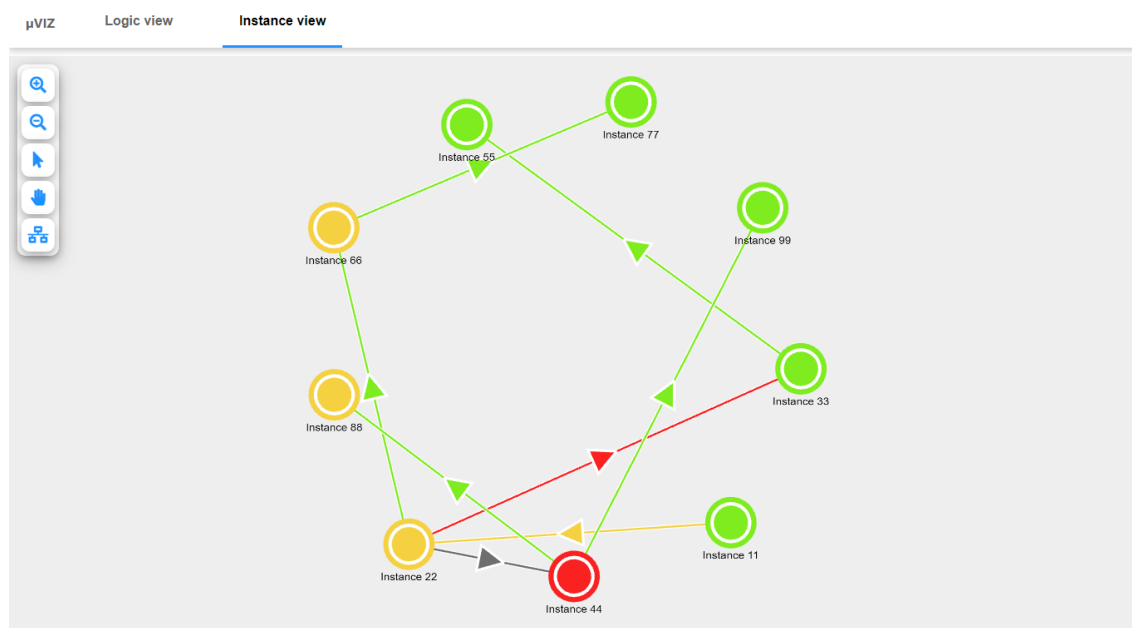 µVIZ Logic view Instance view
Instance 77
Instance 55
Instance 99
Instance 66
Instance 33
Instance 88
Instance 11
Instance 22
Instance 44